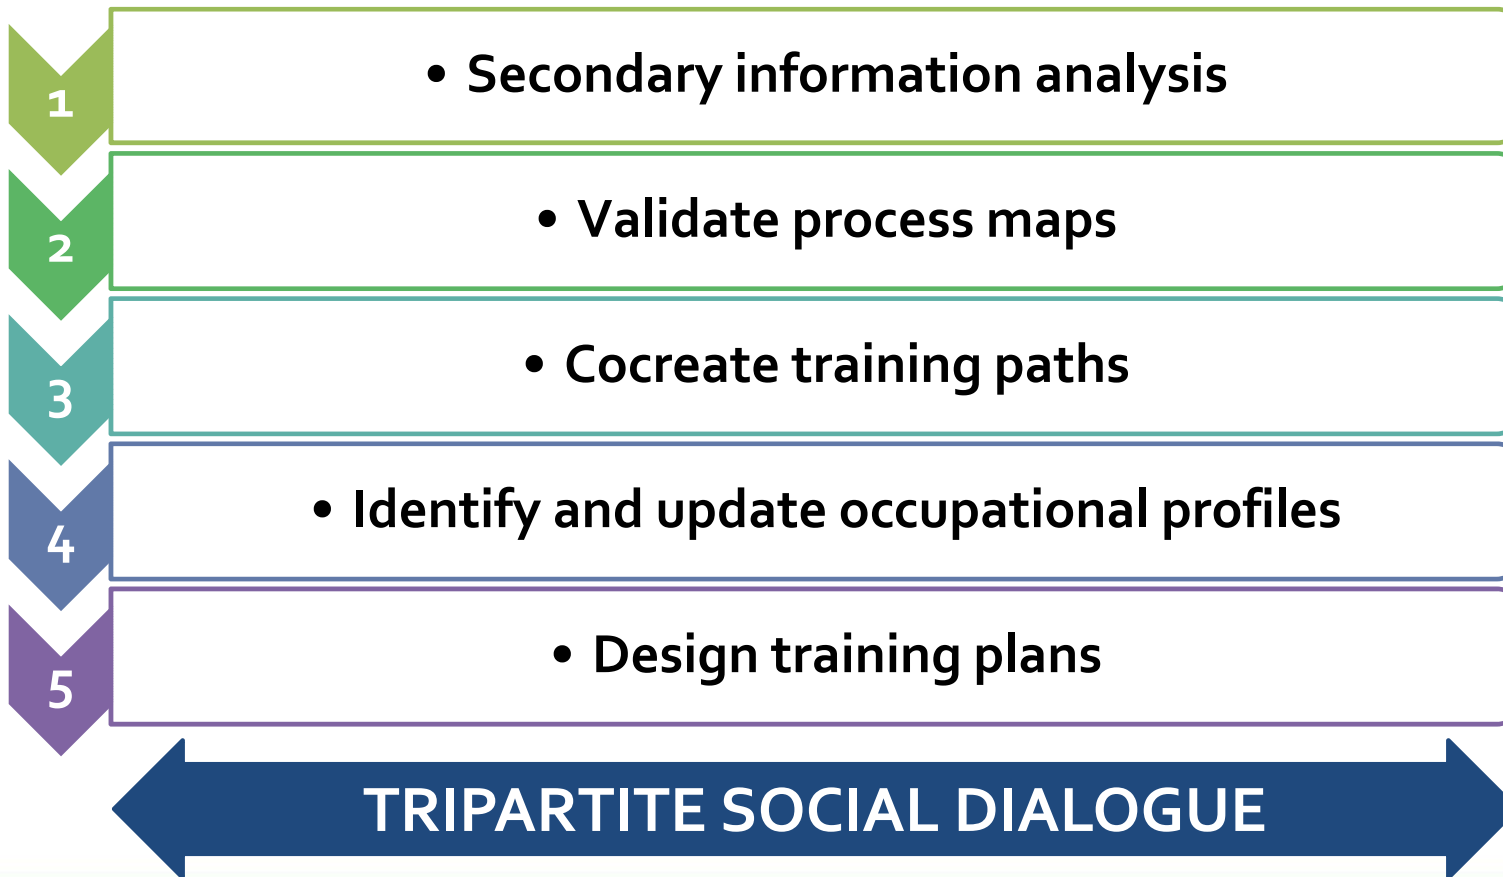 1
• Secondary information analysis
2
• Validate process maps
3
• Cocreate training paths
4
• Identify and update occupational profiles
5
• Design training plans
TRIPARTITE SOCIAL DIALOGUE